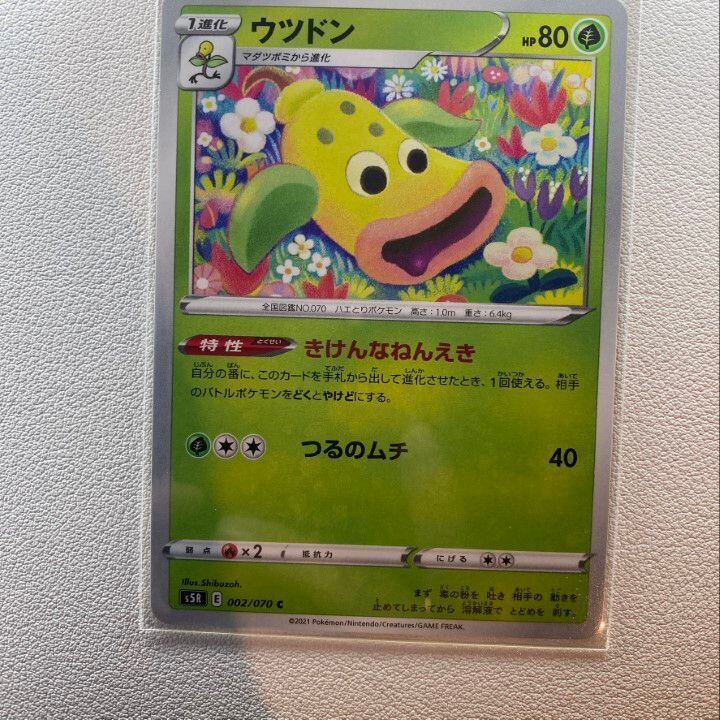 1進化 ウツドン HP80
マダツボミから進化
全国図鑑NO.070 ハエとりポケモン 高さ:1.0m 重さ:6.4kg
特性 とくせい きけんなねんえき
自分の番に、このカードを手札から出して進化させたとき、1回使える。相手
のバトルポケモンをどくとやけどにする。
つるのムチ 40
弱点 ×2 抵抗力 にげる
Illus.Shibuzoh.
s5R E 002/070 C
まず 毒の粉を 吐き 相手の 動きを
止めてしまってから 溶解液で とどめを 刺す。
©2021 Pokémon/Nintendo/Creatures/GAME FREAK.